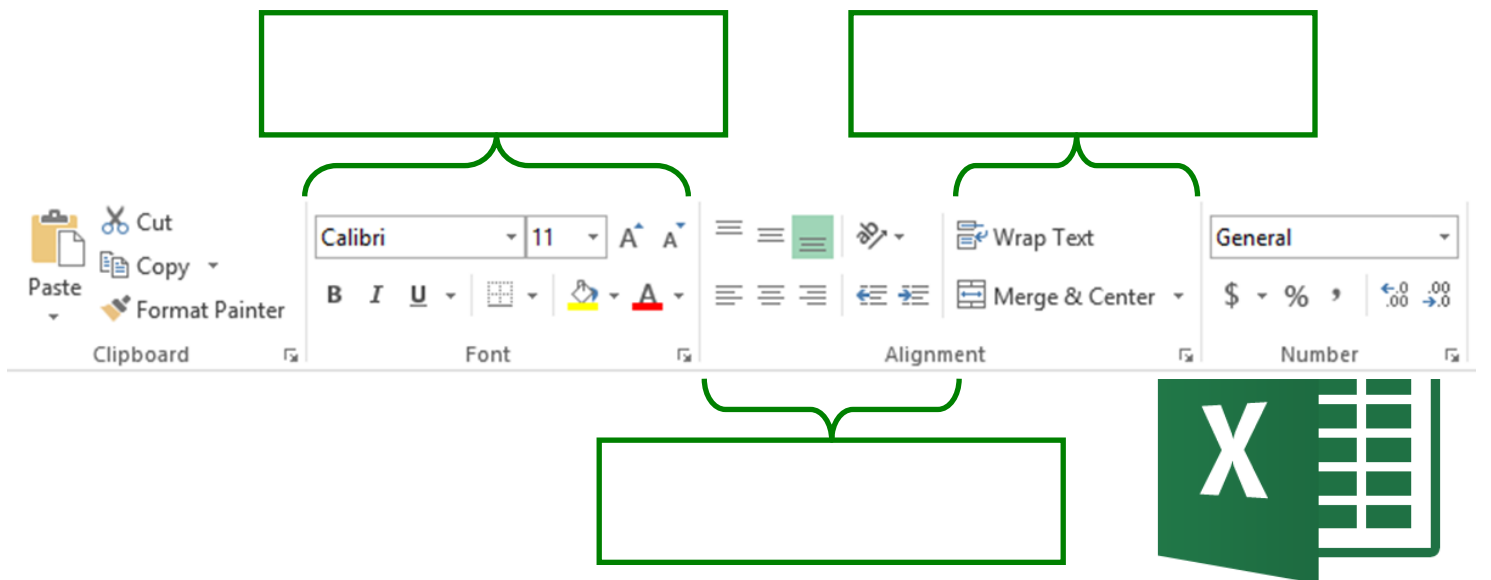 Cut
Copy
Paste
Format Painter
Clipboard
Calibri
11
A A
B I U
A
Font
ab
Alignment
Wrap Text
Merge & Center
General
$ % ,
.0 .00
.00 .0
Number
X